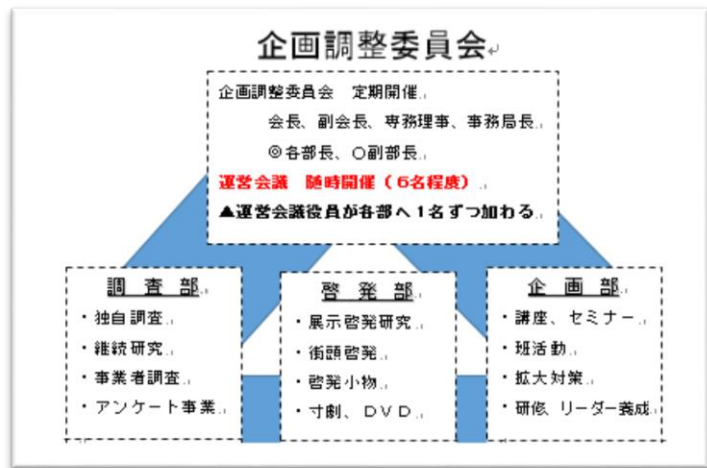 企画調整委員会
企画調整委員会　定期開催
会長、副会長、専務理事、事務局長
◎各部長、○副部長
運営会議　随時開催（６名程度）
▲運営会議役員が各部へ１名ずつ加わる
調　査　部
・独自調査
・継続研究
・事業者調査
・アンケート事業
啓　発　部
・展示啓発研究
・街頭啓発
・啓発小物
・寸劇、ＤＶＤ
企　画　部
・講座、セミナー
・班活動
・拡大対策
・研修、リーダー養成